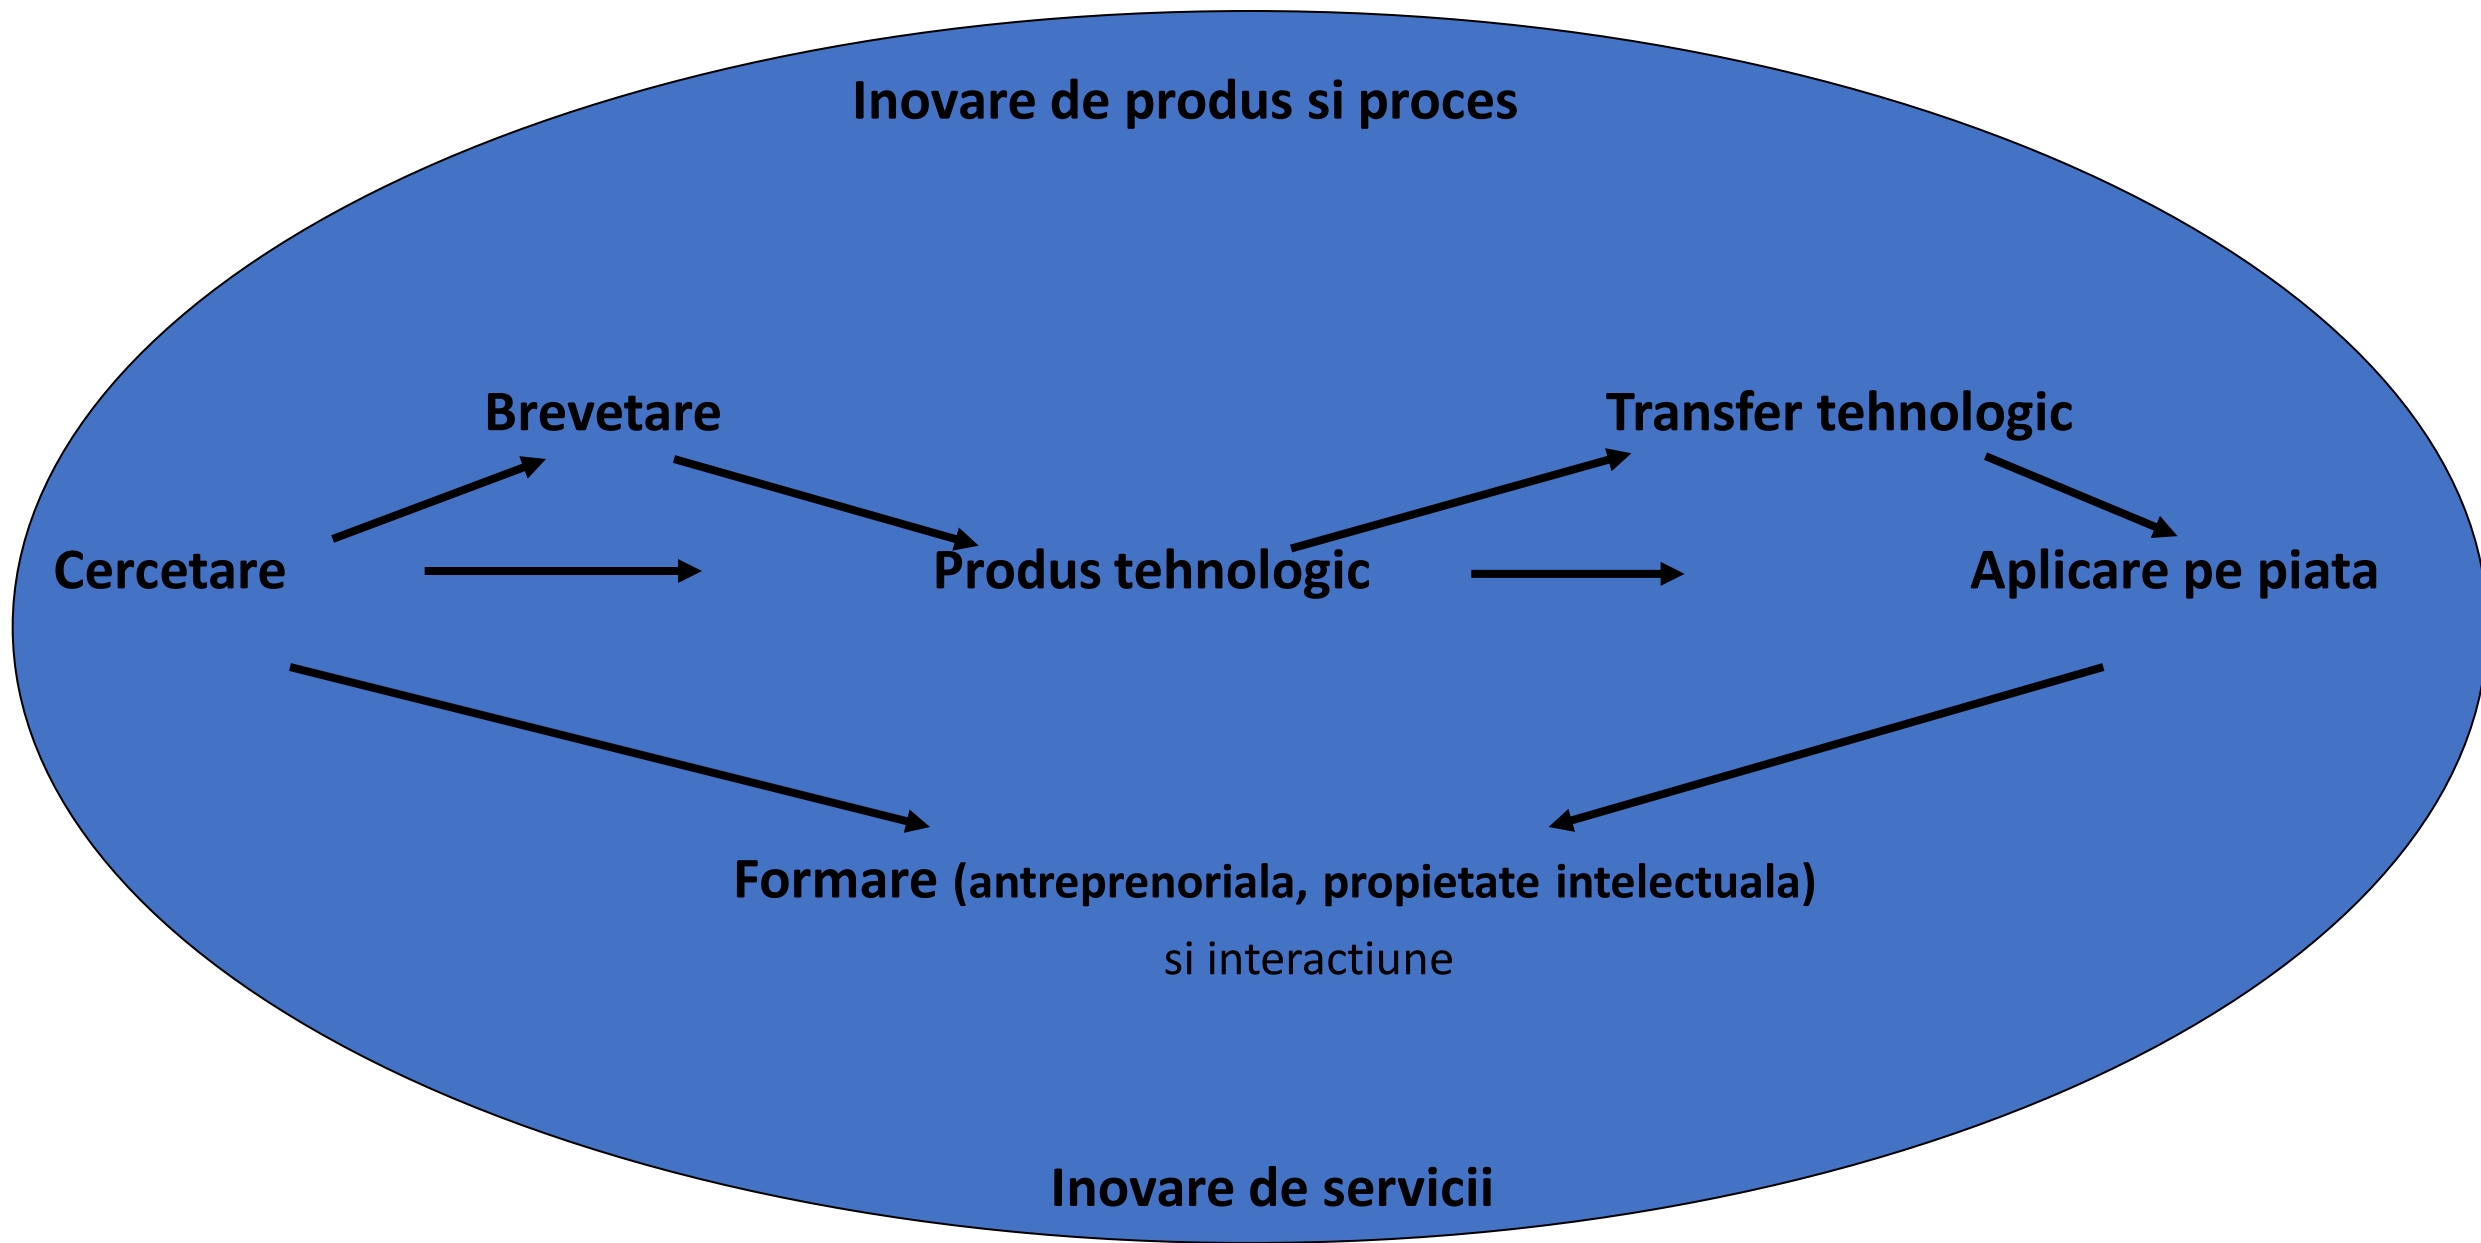 Inovare de produs si proces
Brevetare
Transfer tehnologic
Cercetare
Produs tehnologic
Aplicare pe piata
Formare (antreprenoriala, propietate intelectuala)
si interactiune
Inovare de servicii